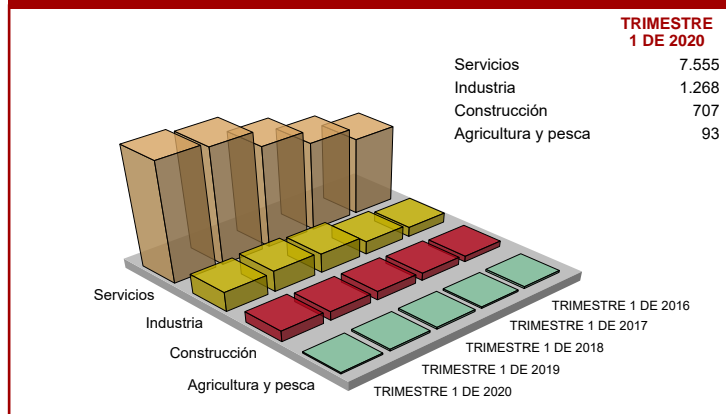 TRIMESTRE
1 DE 2020
Servicios 7.555
Industria 1.268
Construcción 707
Agricultura y pesca 93
Servicios
Industria
Construcción
Agricultura y pesca
TRIMESTRE 1 DE 2016
TRIMESTRE 1 DE 2017
TRIMESTRE 1 DE 2018
TRIMESTRE 1 DE 2019
TRIMESTRE 1 DE 2020